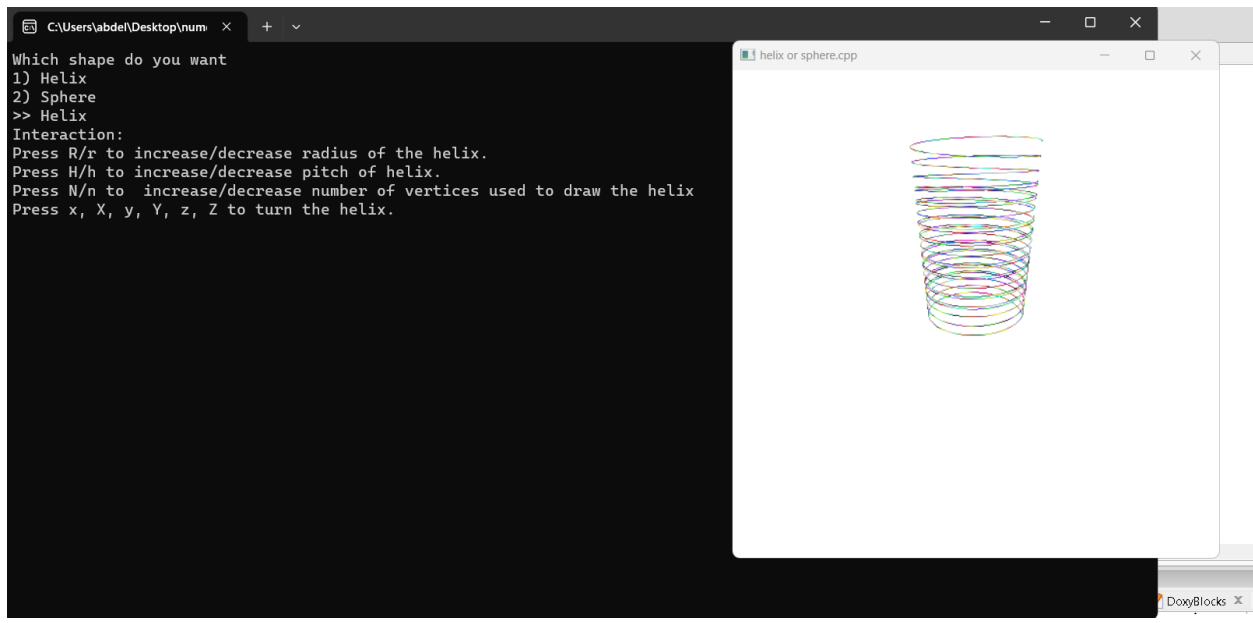 C:\Users\abdel\Desktop\num
Which shape do you want
1) Helix
2) Sphere
>> Helix
Interaction:
Press R/r to increase/decrease radius of the helix.
Press H/h to increase/decrease pitch of helix.
Press N/n to  increase/decrease number of vertices used to draw the helix
Press x, X, y, Y, z, Z to turn the helix.
helix or sphere.cpp
DoxyBlocks